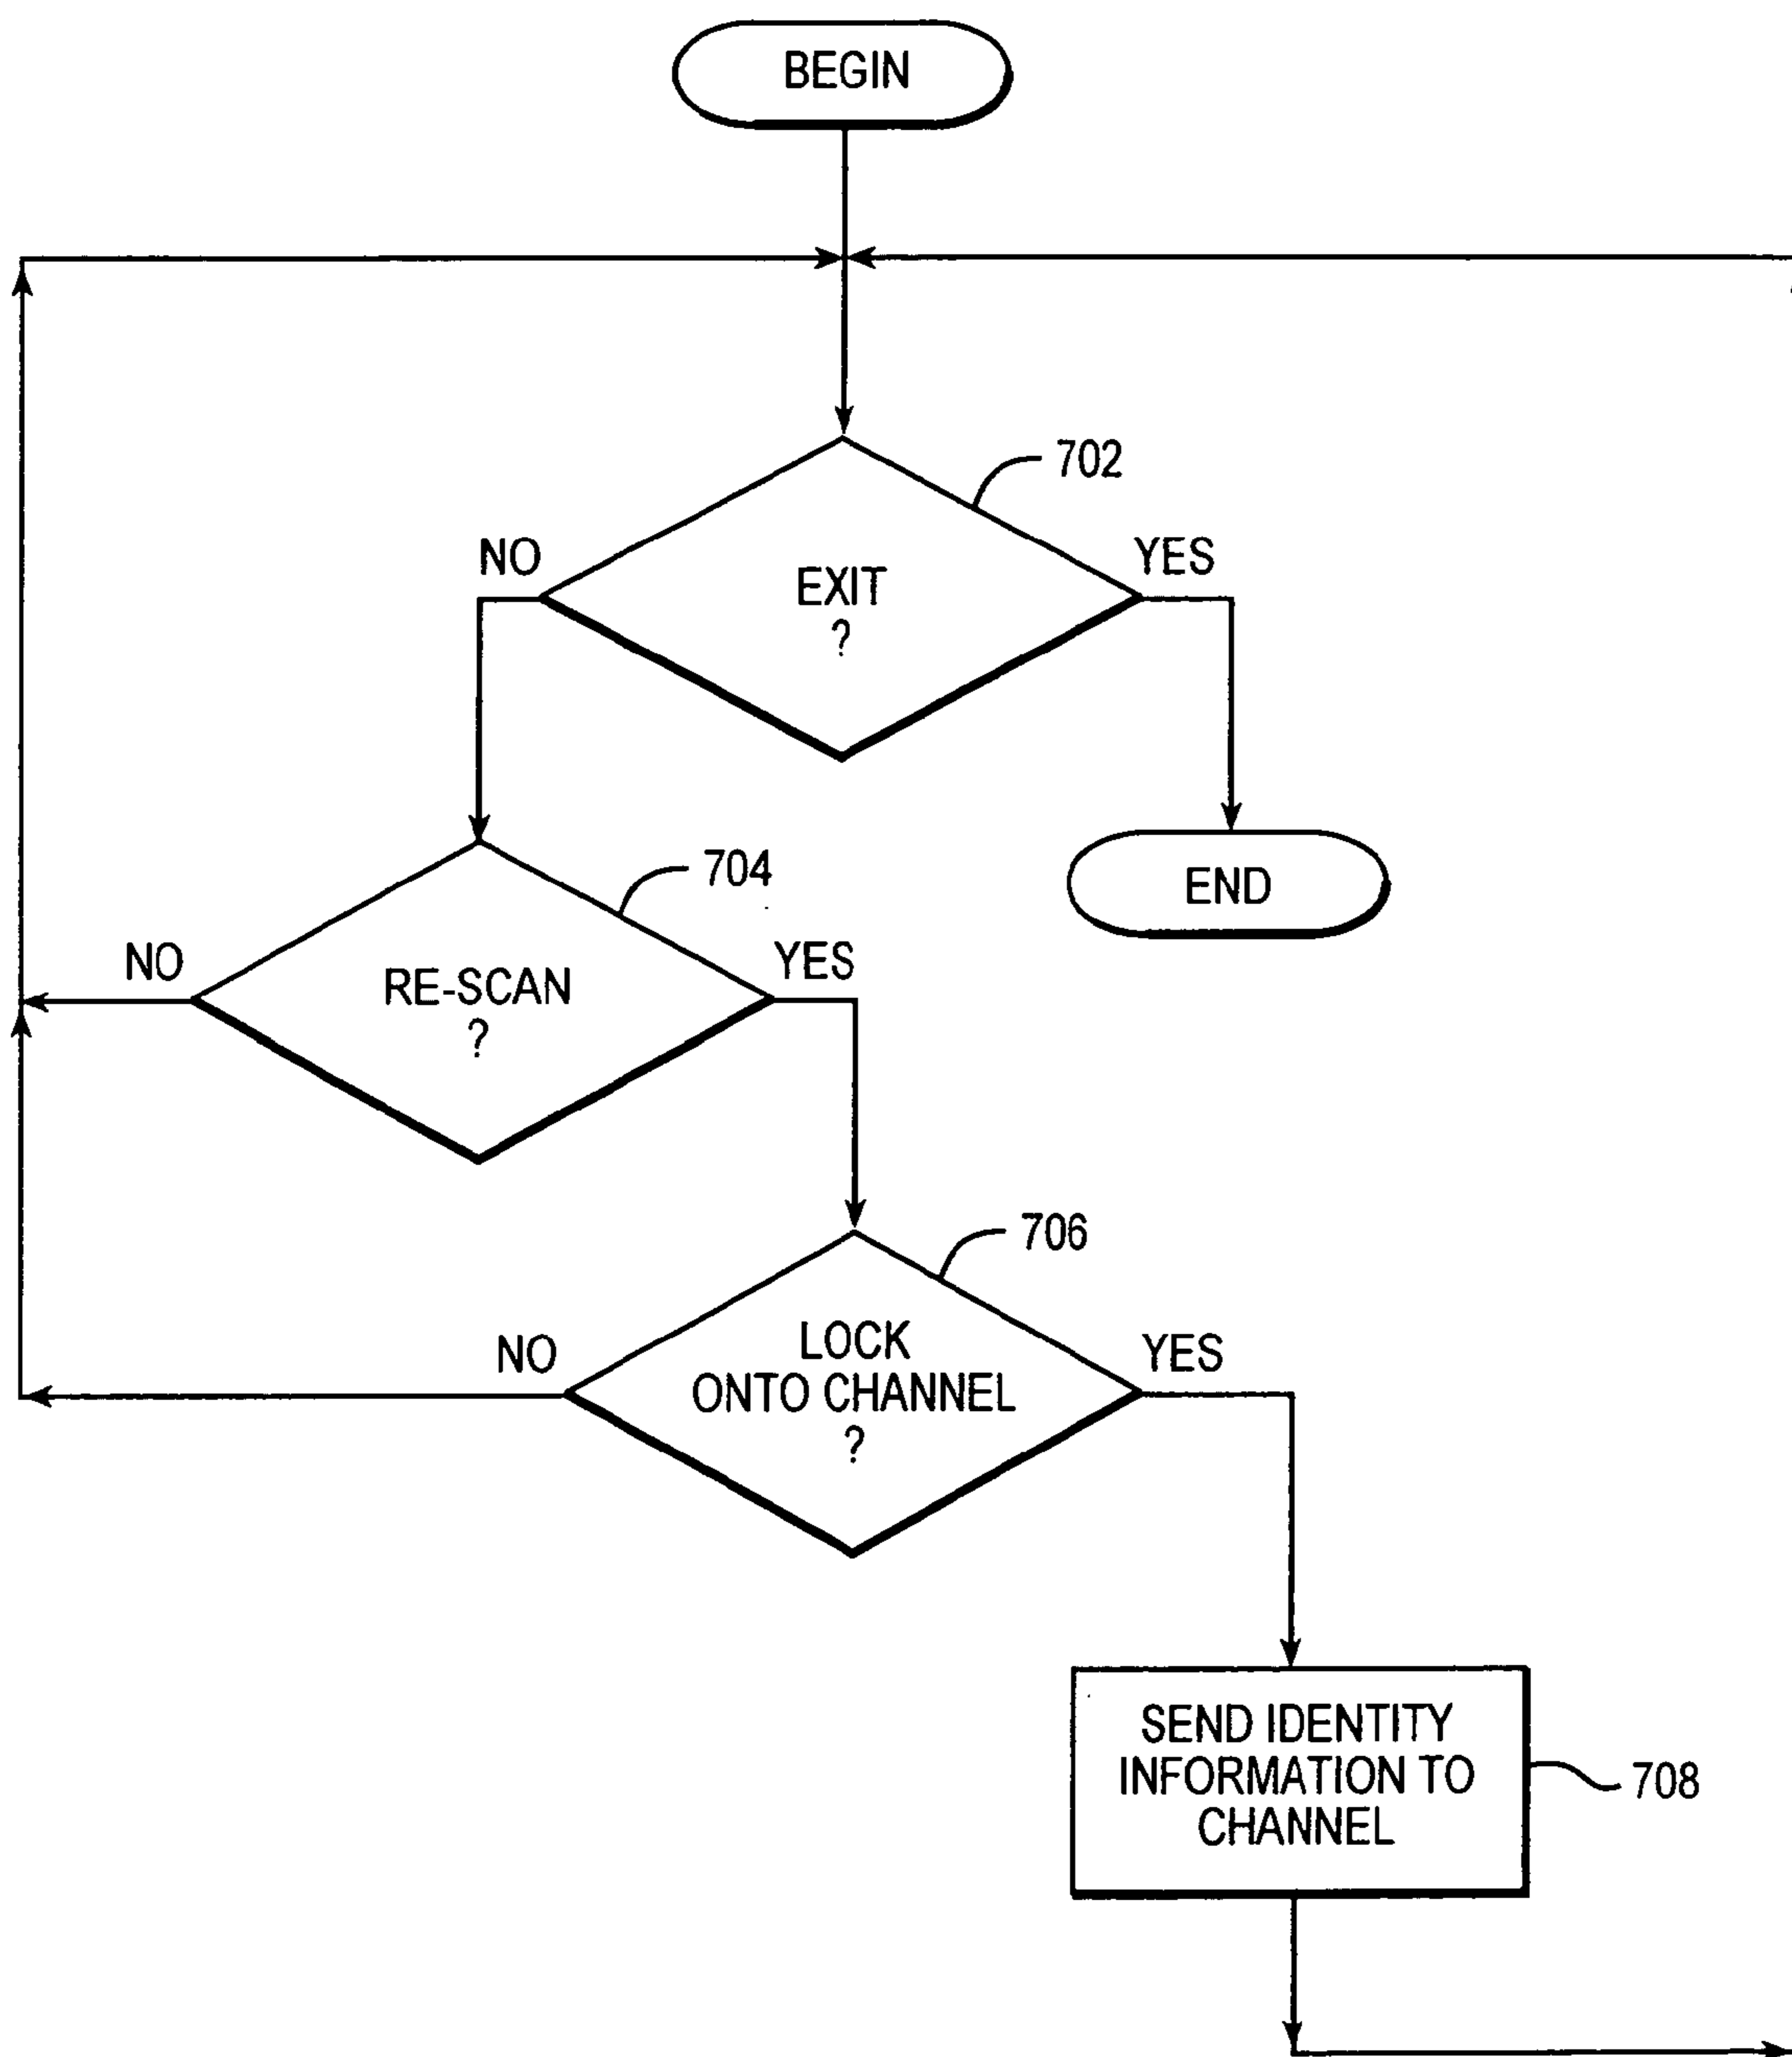 BEGIN
702
NO
YES
EXIT
?
704
END
NO
YES
RE-SCAN
?
706
NO
YES
LOCK
ONTO CHANNEL
?
SEND IDENTITY
INFORMATION TO
CHANNEL
708